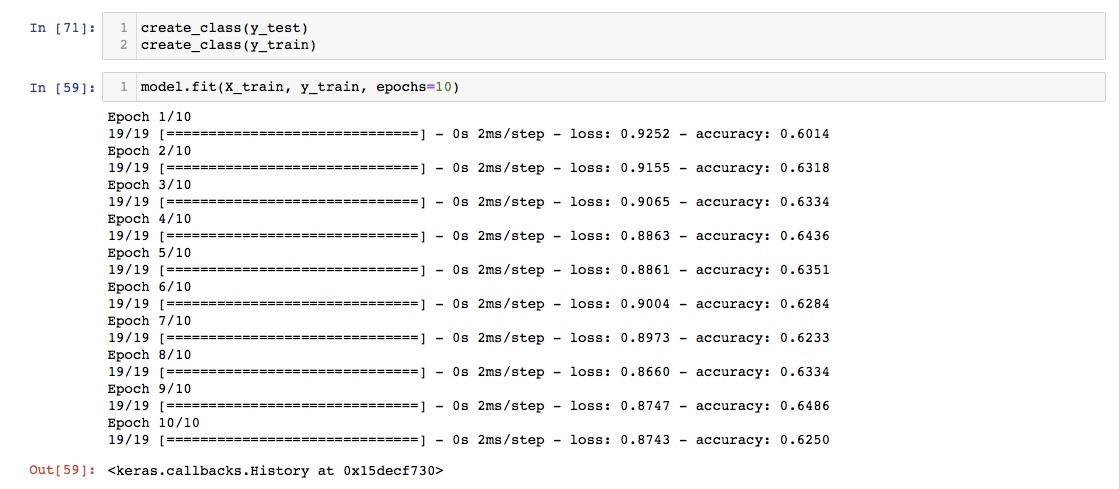 In [71]: 1 create_class(y_test)
2 create_class(y_train)
In [59]: 1 model.fit(X_train, y_train, epochs=10)
Epoch 1/10
19/19 [==============================] - 0s 2ms/step - loss: 0.9252 - accuracy: 0.6014
Epoch 2/10
19/19 [==============================] - 0s 2ms/step - loss: 0.9155 - accuracy: 0.6318
Epoch 3/10
19/19 [==============================] - 0s 2ms/step - loss: 0.9065 - accuracy: 0.6334
Epoch 4/10
19/19 [==============================] - 0s 2ms/step - loss: 0.8863 - accuracy: 0.6436
Epoch 5/10
19/19 [==============================] - 0s 2ms/step - loss: 0.8861 - accuracy: 0.6351
Epoch 6/10
19/19 [==============================] - 0s 2ms/step - loss: 0.9004 - accuracy: 0.6284
Epoch 7/10
19/19 [==============================] - 0s 2ms/step - loss: 0.8973 - accuracy: 0.6233
Epoch 8/10
19/19 [==============================] - 0s 2ms/step - loss: 0.8660 - accuracy: 0.6334
Epoch 9/10
19/19 [==============================] - 0s 2ms/step - loss: 0.8747 - accuracy: 0.6486
Epoch 10/10
19/19 [==============================] - 0s 2ms/step - loss: 0.8743 - accuracy: 0.6250
Out[59]: <keras.callbacks.History at 0x15decf730>